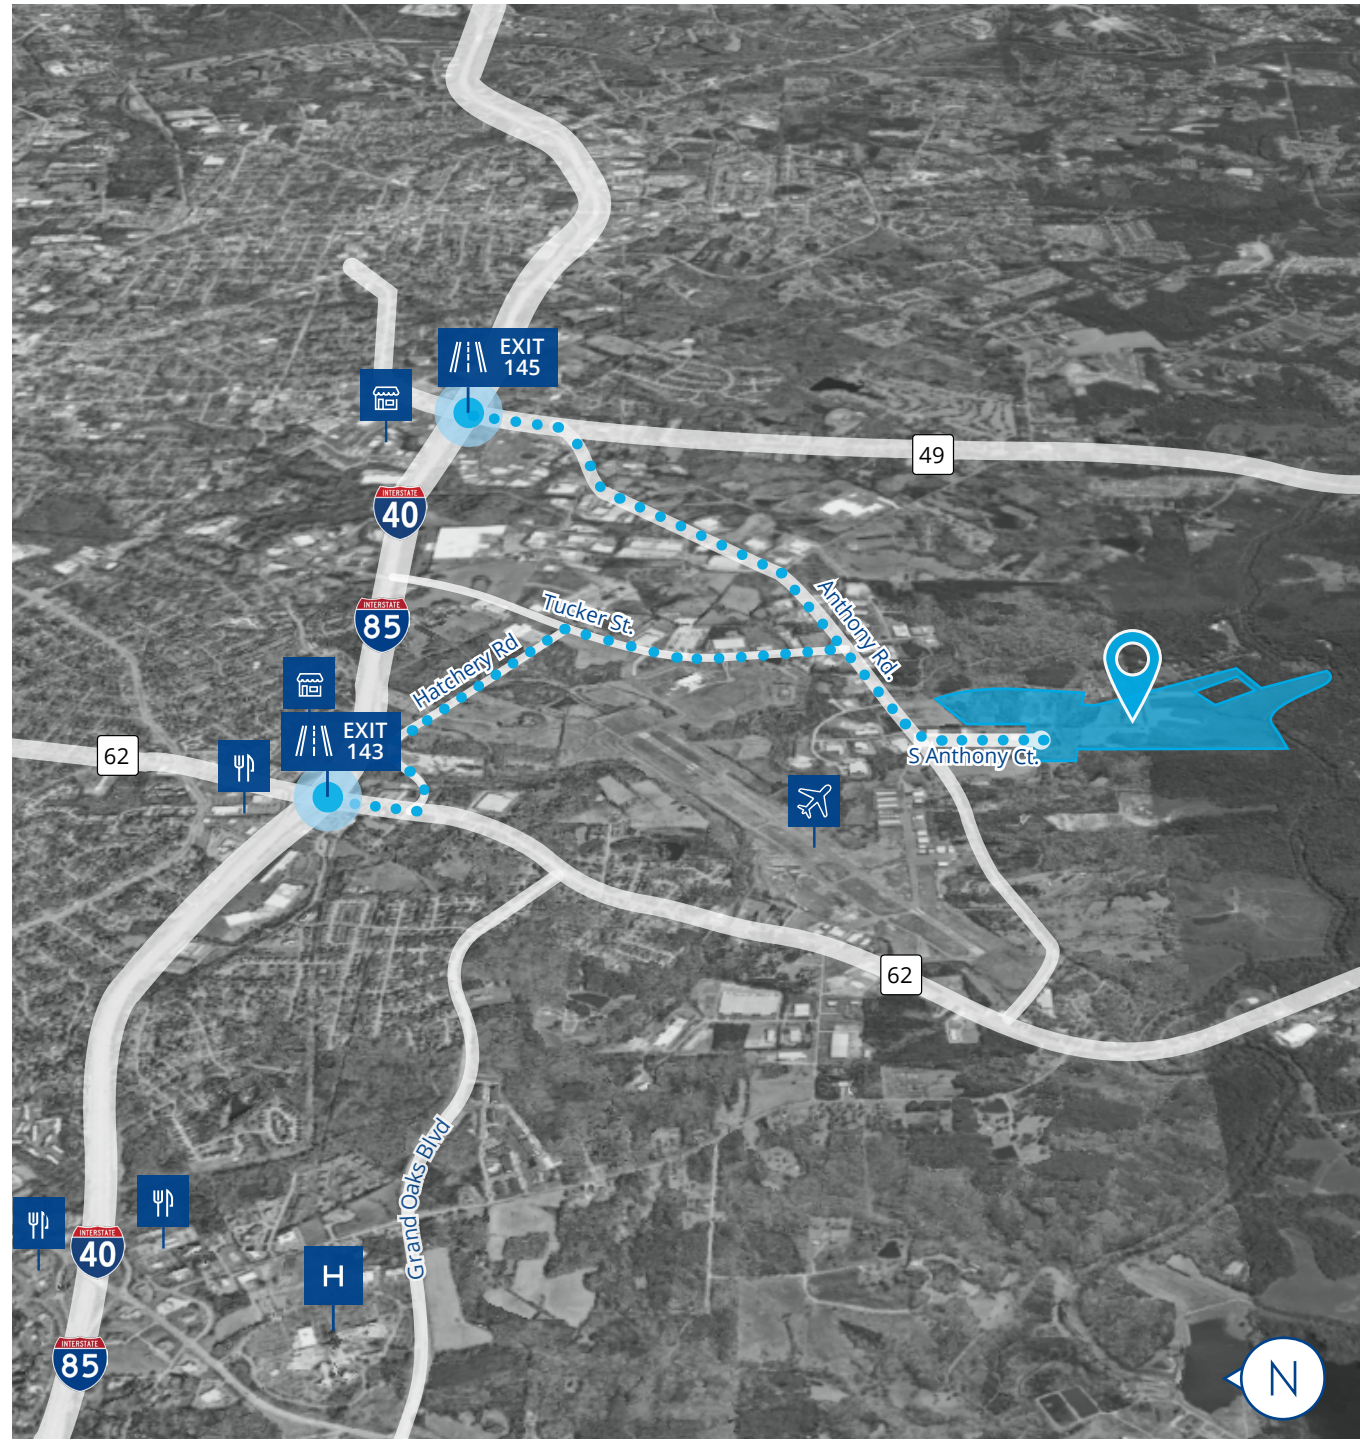 EXIT
145
49
INTERSTATE
40
INTERSTATE
85
Tucker St.
Anthony Rd.
Hatchery Rd
EXIT
143
62
S Anthony Ct.
62
Grand Oaks Blvd
INTERSTATE
40
H
INTERSTATE
85
N